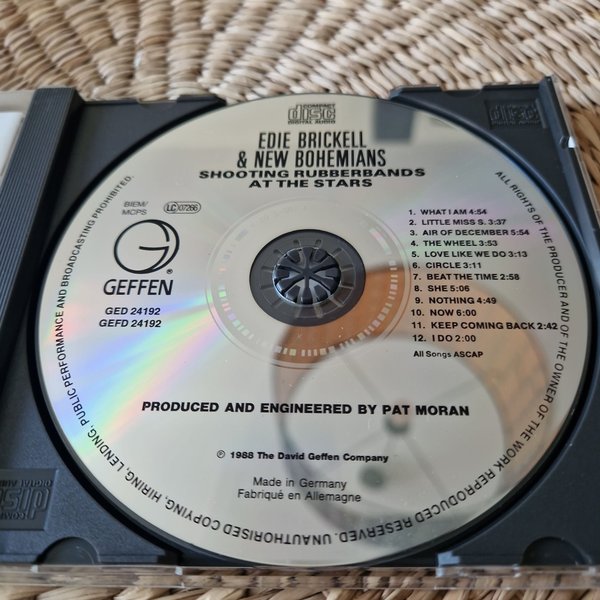 COMPACT
disc
DIGITAL AUDIO
EDIE BRICKELL
& NEW BOHEMIANS
SHOOTING RUBBERBANDS
AT THE STARS
BIEM/
MCPS
LC 07266
GEFFEN
®
GED 24192
GEFD 24192
1. WHAT I AM 4:54
2. LITTLE MISS S. 3:37
3. AIR OF DECEMBER 5:54
4. THE WHEEL 3:53
5. LOVE LIKE WE DO 3:13
6. CIRCLE 3:11
7. BEAT THE TIME 2:58
8. SHE 5:06
9. NOTHING 4:49
10. NOW 6:00
11. KEEP COMING BACK 2:42
12. I DO 2:00
All Songs ASCAP
PRODUCED AND ENGINEERED BY PAT MORAN
℗ 1988 The David Geffen Company
Made in Germany
Fabriqué en Allemagne
ALL RIGHTS OF THE PRODUCER AND OF THE OWNER OF THE WORK REPRODUCED RESERVED. UNAUTHORISED COPYING, HIRING, LENDING, PUBLIC PERFORMANCE AND BROADCASTING PROHIBITED.
disc